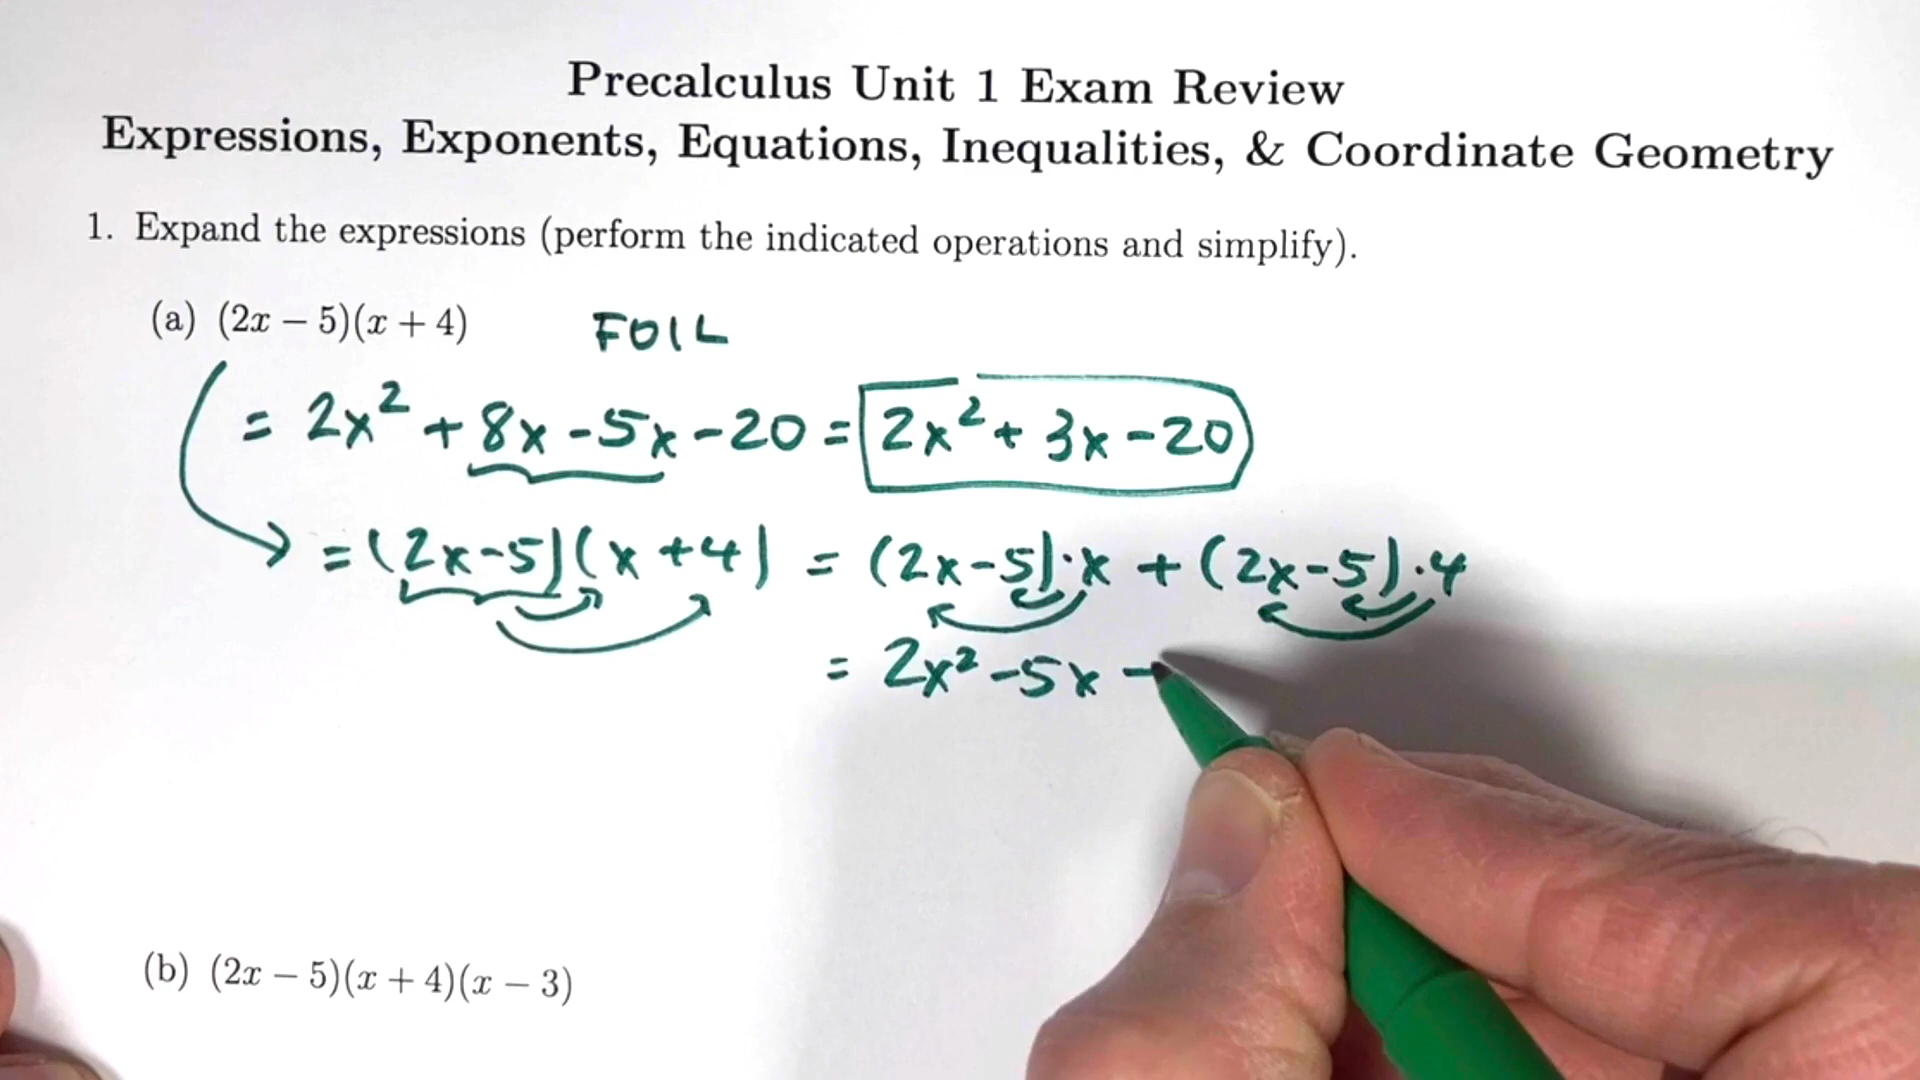 Precalculus Unit 1 Exam Review
Expressions, Exponents, Equations, Inequalities, & Coordinate Geometry
1. Expand the expressions (perform the indicated operations and simplify).
(a) (2x − 5)(x + 4) FOIL
= 2x² + 8x - 5x - 20 = 2x² + 3x - 20
= (2x - 5)(x + 4) = (2x - 5)·x + (2x - 5)·4
= 2x² - 5x -
(b) (2x − 5)(x + 4)(x − 3)